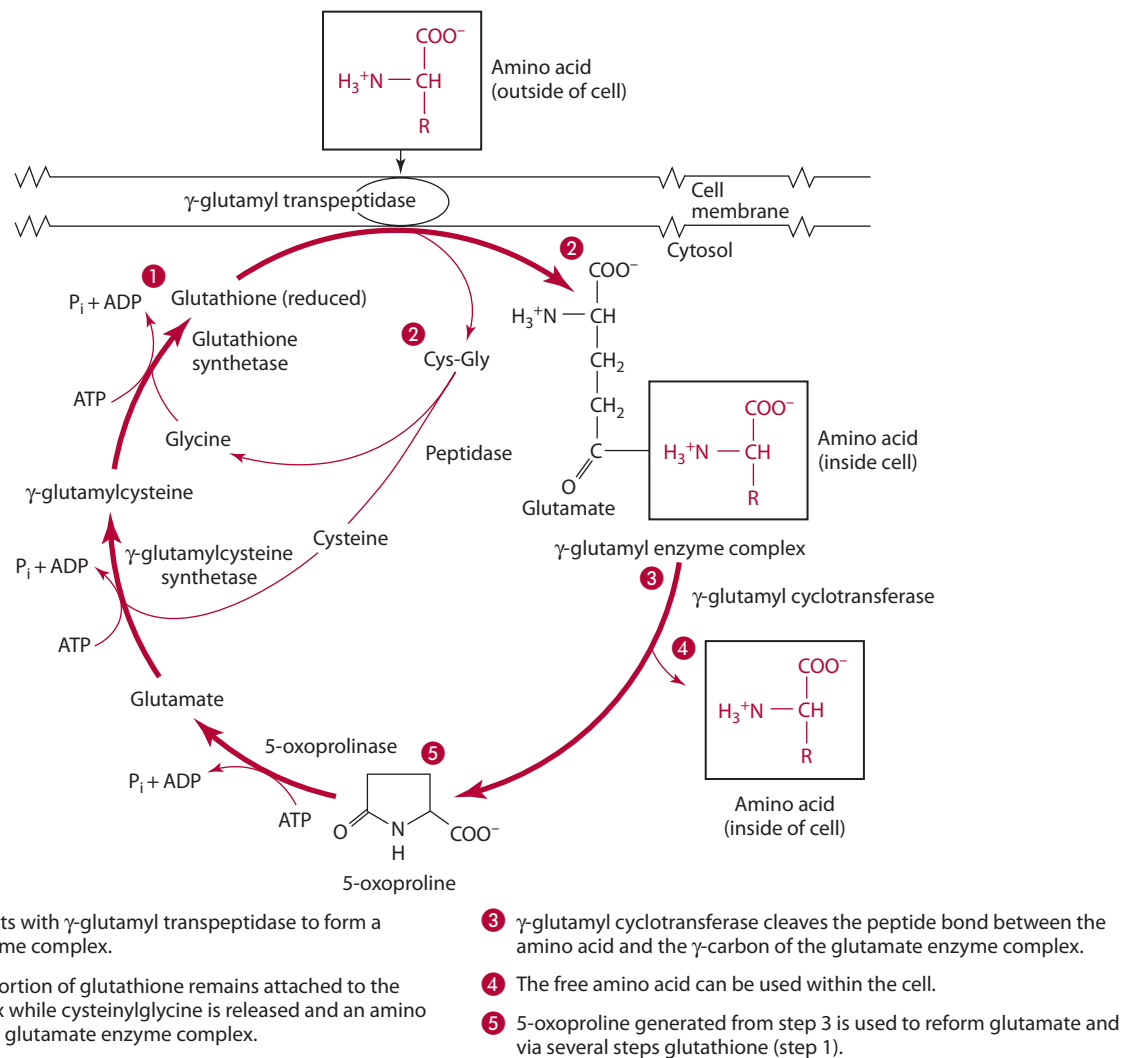 COO⁻
H₃⁺N — CH
R
Amino acid
(outside of cell)
γ-glutamyl transpeptidase
Cell
membrane
Cytosol
1
Pi + ADP
Glutathione (reduced)
Glutathione
synthetase
ATP
2
Cys-Gly
Glycine
Peptidase
γ-glutamylcysteine
Cysteine
γ-glutamylcysteine
synthetase
Pi + ADP
ATP
Glutamate
2
COO⁻
H₃⁺N — CH
CH₂
CH₂
C
O
Glutamate
COO⁻
H₃⁺N — CH
R
Amino acid
(inside cell)
γ-glutamyl enzyme complex
3
γ-glutamyl cyclotransferase
4
COO⁻
H₃⁺N — CH
R
Amino acid
(inside of cell)
5-oxoprolinase
5
Pi + ADP
ATP
O
N
H
COO⁻
5-oxoproline
ts with γ-glutamyl transpeptidase to form a
me complex.
ortion of glutathione remains attached to the
x while cysteinylglycine is released and an amino
glutamate enzyme complex.
3 γ-glutamyl cyclotransferase cleaves the peptide bond between the
amino acid and the γ-carbon of the glutamate enzyme complex.
4 The free amino acid can be used within the cell.
5 5-oxoproline generated from step 3 is used to reform glutamate and
via several steps glutathione (step 1).